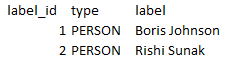 label_id type label
1 PERSON Boris Johnson
2 PERSON Rishi Sunak